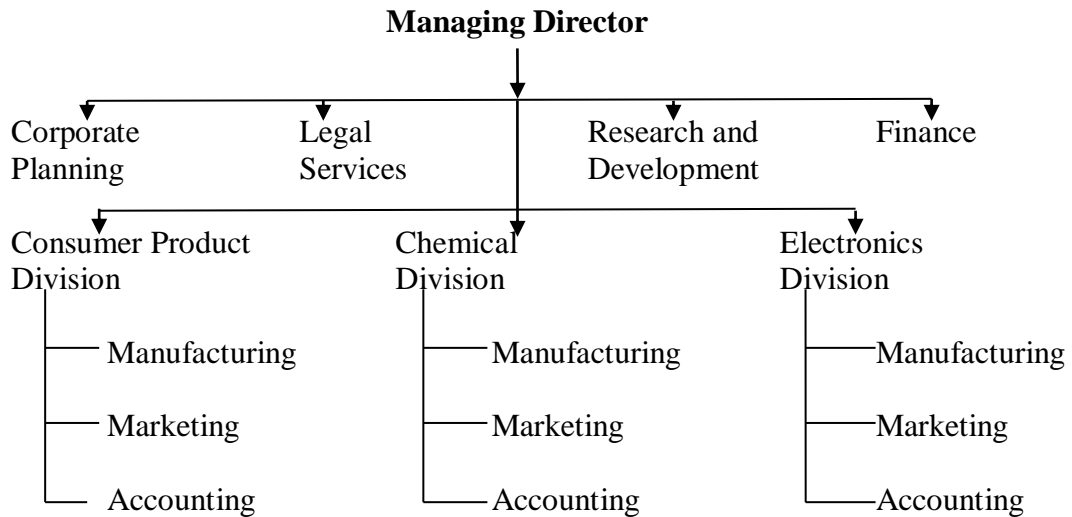 Managing Director
Corporate
Planning
Legal
Services
Research and
Development
Finance
Consumer Product
Division
Chemical
Division
Electronics
Division
Manufacturing
Marketing
Accounting
Manufacturing
Marketing
Accounting
Manufacturing
Marketing
Accounting